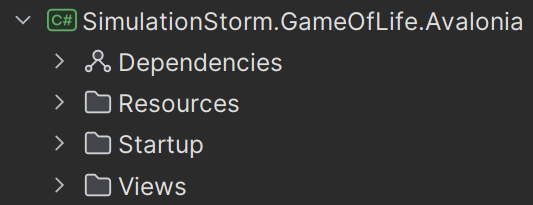 C# SimulationStorm.GameOfLife.Avalonia
Dependencies
Resources
Startup
Views